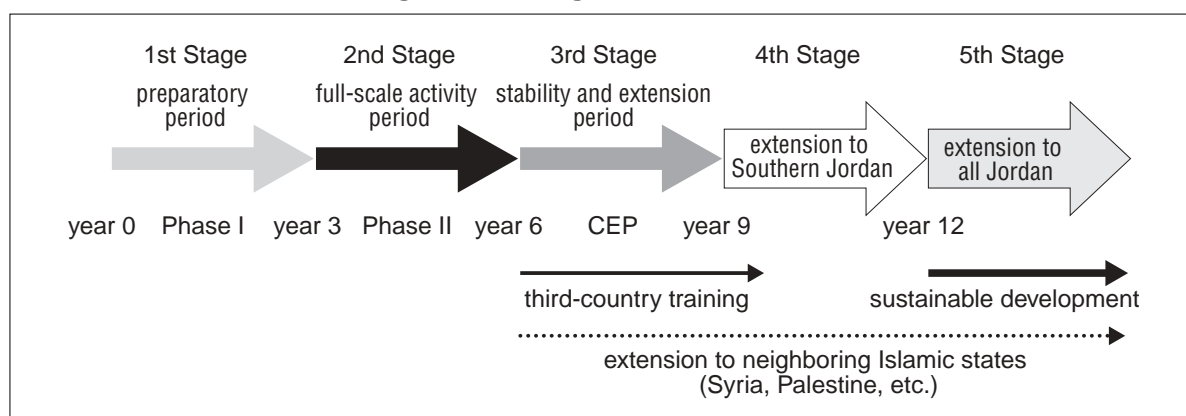 1st Stage
preparatory
period
2nd Stage
full-scale activity
period
3rd Stage
stability and extension
period
4th Stage
extension to
Southern Jordan
5th Stage
extension to
all Jordan
year 0 Phase I year 3 Phase II year 6 CEP year 9 year 12
third-country training
sustainable development
extension to neighboring Islamic states
(Syria, Palestine, etc.)